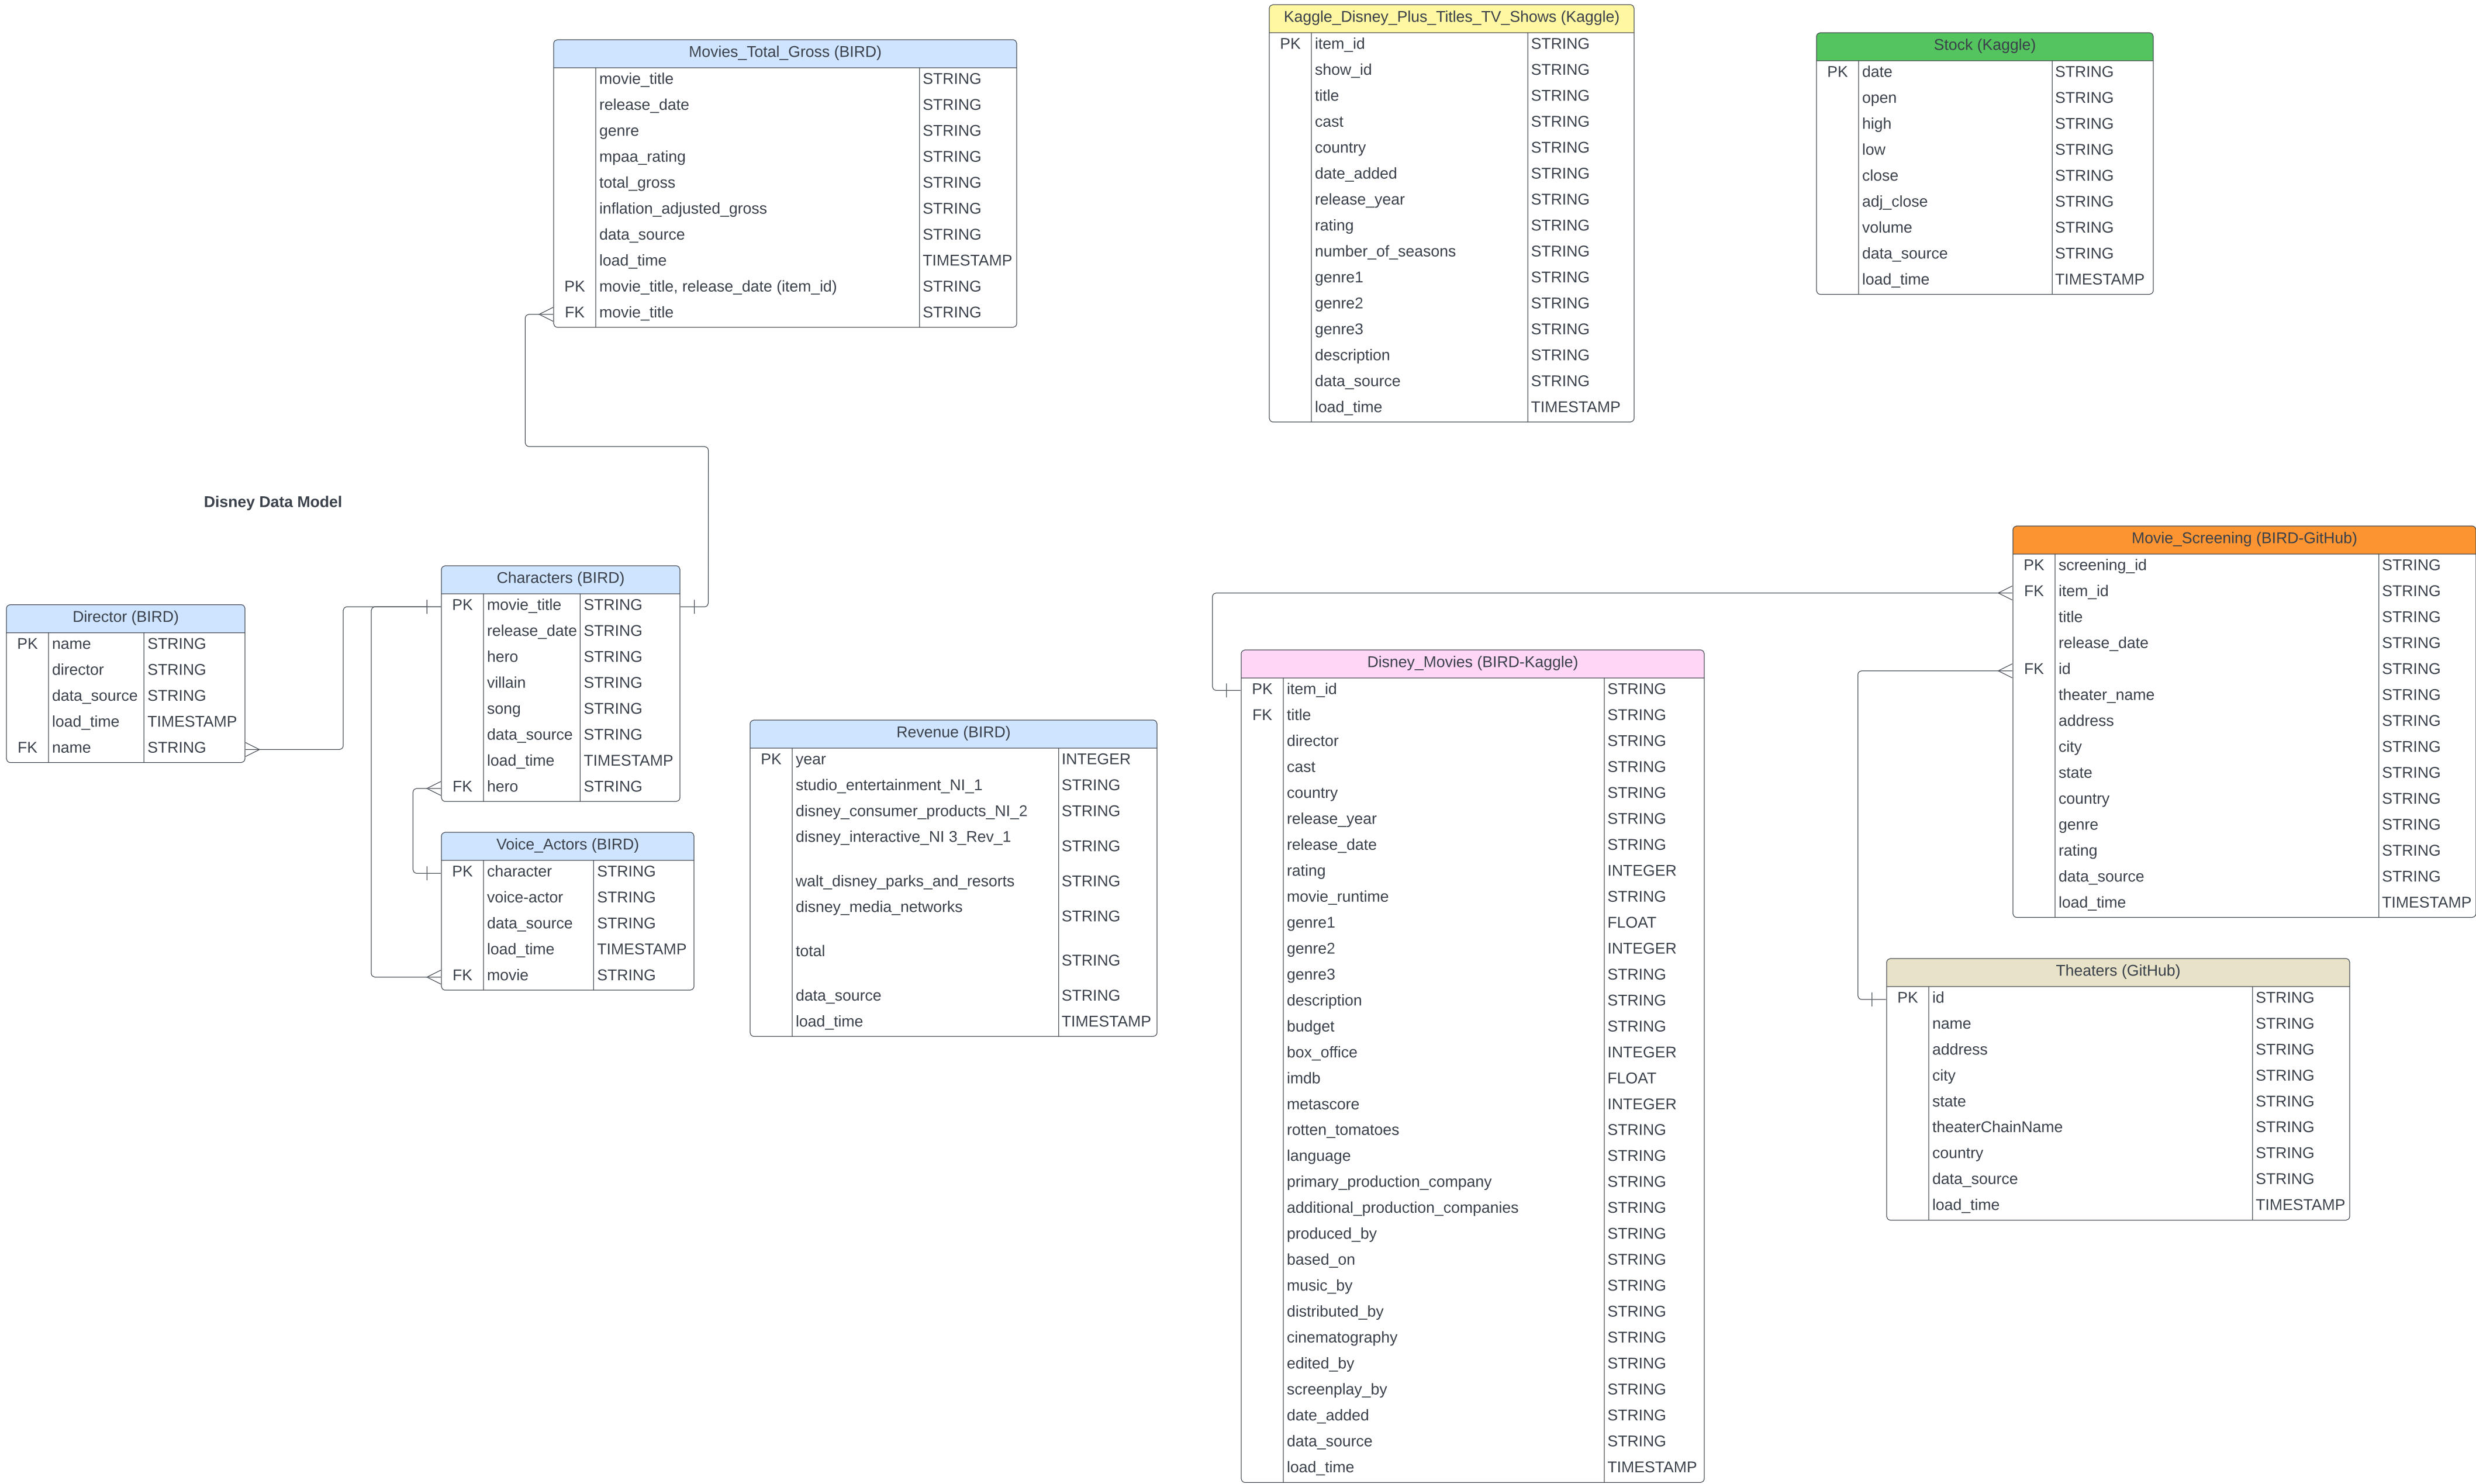 Movies_Total_Gross (BIRD)
movie_title STRING
release_date STRING
genre STRING
mpaa_rating STRING
total_gross STRING
inflation_adjusted_gross STRING
data_source STRING
load_time TIMESTAMP
PK movie_title, release_date (item_id) STRING
FK movie_title STRING
Kaggle_Disney_Plus_Titles_TV_Shows (Kaggle)
PK item_id STRING
show_id STRING
title STRING
cast STRING
country STRING
date_added STRING
release_year STRING
rating STRING
number_of_seasons STRING
genre1 STRING
genre2 STRING
genre3 STRING
description STRING
data_source STRING
load_time TIMESTAMP
Stock (Kaggle)
PK date STRING
open STRING
high STRING
low STRING
close STRING
adj_close STRING
volume STRING
data_source STRING
load_time TIMESTAMP
Disney Data Model
Director (BIRD)
PK name STRING
director STRING
data_source STRING
load_time TIMESTAMP
FK name STRING
Characters (BIRD)
PK movie_title STRING
release_date STRING
hero STRING
villain STRING
song STRING
data_source STRING
load_time TIMESTAMP
FK hero STRING
Voice_Actors (BIRD)
PK character STRING
voice-actor STRING
data_source STRING
load_time TIMESTAMP
FK movie STRING
Revenue (BIRD)
PK year INTEGER
studio_entertainment_NI_1 STRING
disney_consumer_products_NI_2 STRING
disney_interactive_NI 3_Rev_1 STRING
walt_disney_parks_and_resorts STRING
disney_media_networks STRING
total STRING
data_source STRING
load_time TIMESTAMP
Disney_Movies (BIRD-Kaggle)
PK item_id STRING
FK title STRING
director STRING
cast STRING
country STRING
release_year STRING
release_date STRING
rating INTEGER
movie_runtime STRING
genre1 FLOAT
genre2 INTEGER
genre3 STRING
description STRING
budget STRING
box_office INTEGER
imdb FLOAT
metascore INTEGER
rotten_tomatoes STRING
language STRING
primary_production_company STRING
additional_production_companies STRING
produced_by STRING
based_on STRING
music_by STRING
distributed_by STRING
cinematography STRING
edited_by STRING
screenplay_by STRING
date_added STRING
data_source STRING
load_time TIMESTAMP
Movie_Screening (BIRD-GitHub)
PK screening_id STRING
FK item_id STRING
title STRING
release_date STRING
FK id STRING
theater_name STRING
address STRING
city STRING
state STRING
country STRING
genre STRING
rating STRING
data_source STRING
load_time TIMESTAMP
Theaters (GitHub)
PK id STRING
name STRING
address STRING
city STRING
state STRING
theaterChainName STRING
country STRING
data_source STRING
load_time TIMESTAMP